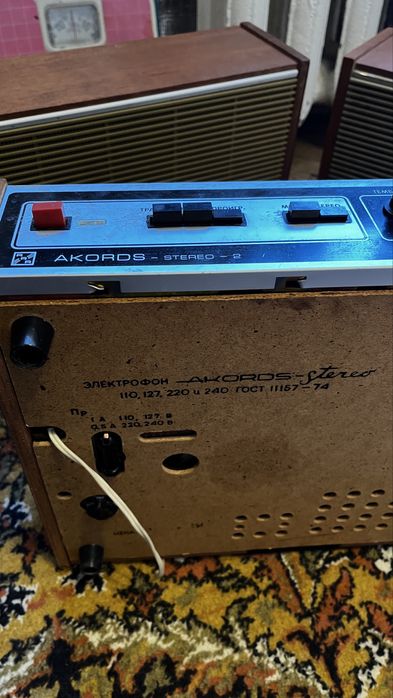 AKORDS - STEREO - 2
ЭЛЕКТРОФОН AKORDS-stereo
110, 127, 220 и 240 ГОСТ 11157-74
Пр
1 А 110, 127. В
0,5 А 220, 240 В